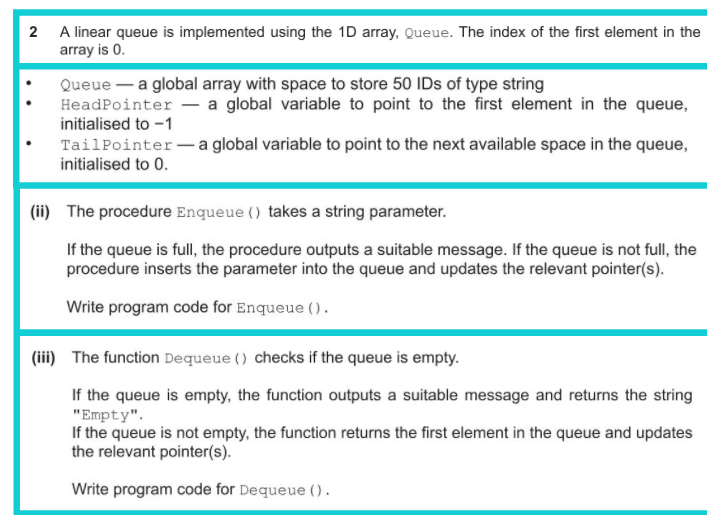 2 A linear queue is implemented using the 1D array, Queue. The index of the first element in the
array is 0.
• Queue — a global array with space to store 50 IDs of type string
• HeadPointer — a global variable to point to the first element in the queue,
initialised to −1
• TailPointer — a global variable to point to the next available space in the queue,
initialised to 0.
(ii) The procedure Enqueue() takes a string parameter.
If the queue is full, the procedure outputs a suitable message. If the queue is not full, the
procedure inserts the parameter into the queue and updates the relevant pointer(s).
Write program code for Enqueue().
(iii) The function Dequeue() checks if the queue is empty.
If the queue is empty, the function outputs a suitable message and returns the string
"Empty".
If the queue is not empty, the function returns the first element in the queue and updates
the relevant pointer(s).
Write program code for Dequeue().